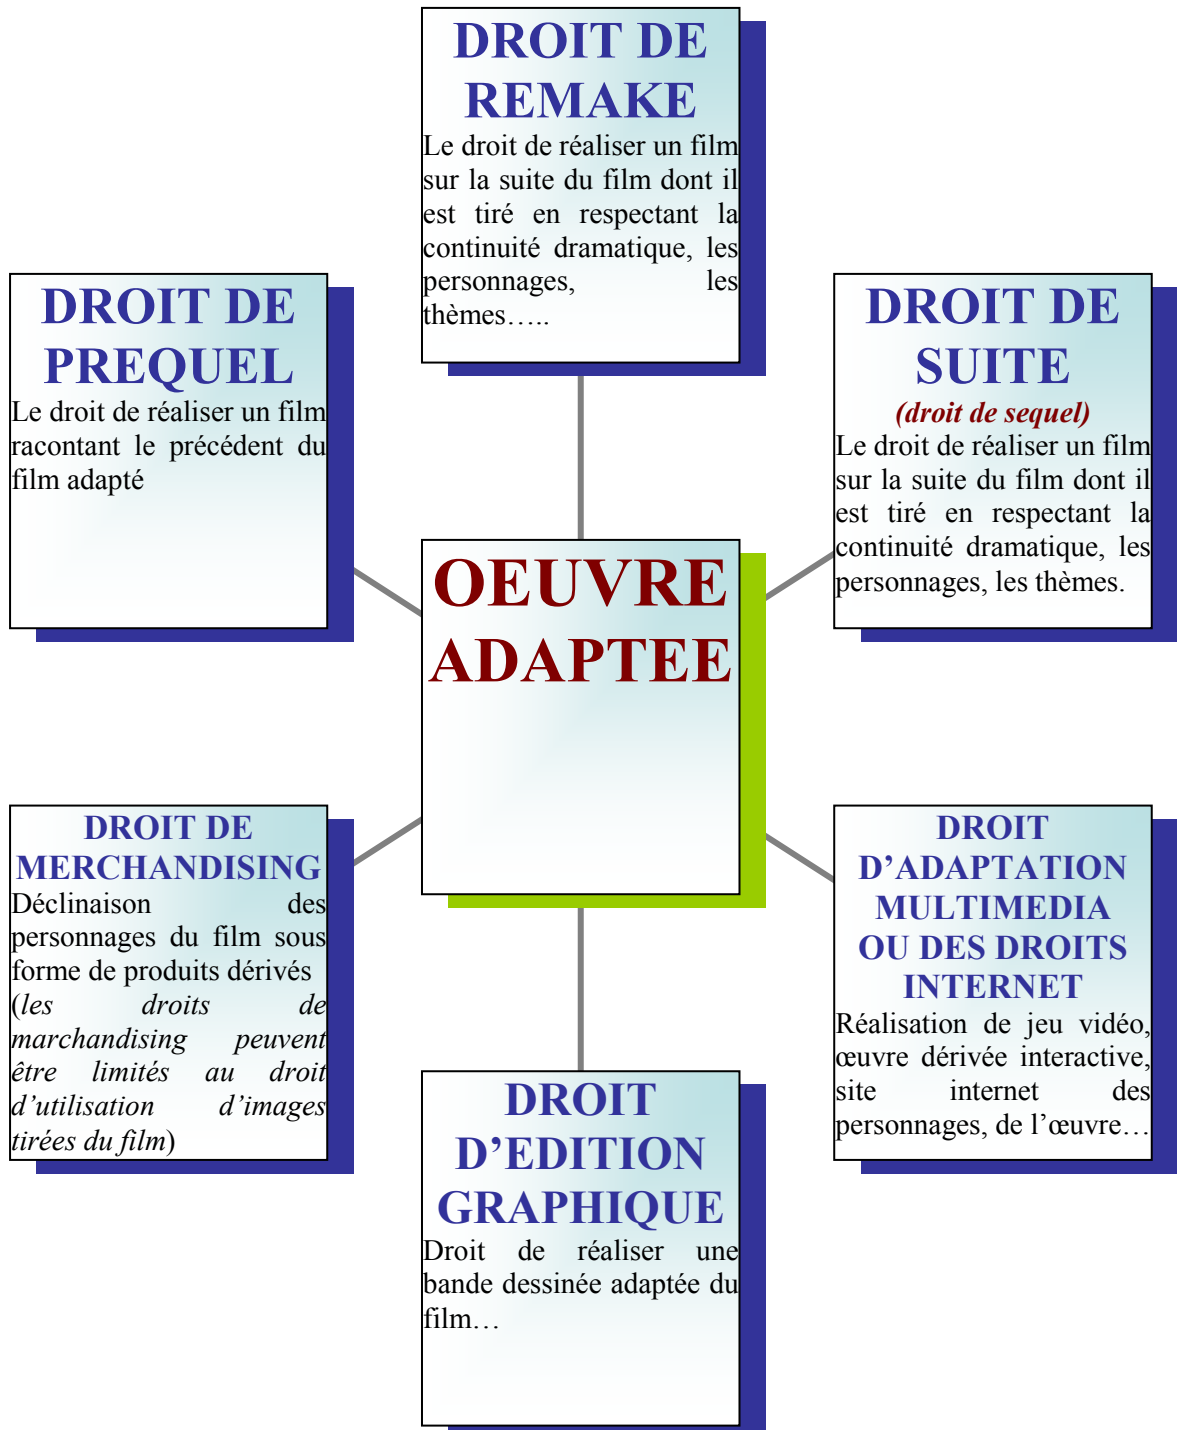 DROIT DE
REMAKE
Le droit de réaliser un film
sur la suite du film dont il
est tiré en respectant la
continuité dramatique, les
personnages, les
thèmes…..
DROIT DE
PREQUEL
Le droit de réaliser un film
racontant le précédent du
film adapté
DROIT DE
SUITE
(droit de sequel)
Le droit de réaliser un film
sur la suite du film dont il
est tiré en respectant la
continuité dramatique, les
personnages, les thèmes.
OEUVRE
ADAPTEE
DROIT DE
MERCHANDISING
Déclinaison des
personnages du film sous
forme de produits dérivés
(les droits de
marchandising peuvent
être limités au droit
d'utilisation d'images
tirées du film)
DROIT
D'ADAPTATION
MULTIMEDIA
OU DES DROITS
INTERNET
Réalisation de jeu vidéo,
œuvre dérivée interactive,
site internet des
personnages, de l'œuvre…
DROIT
D'EDITION
GRAPHIQUE
Droit de réaliser une
bande dessinée adaptée du
film…